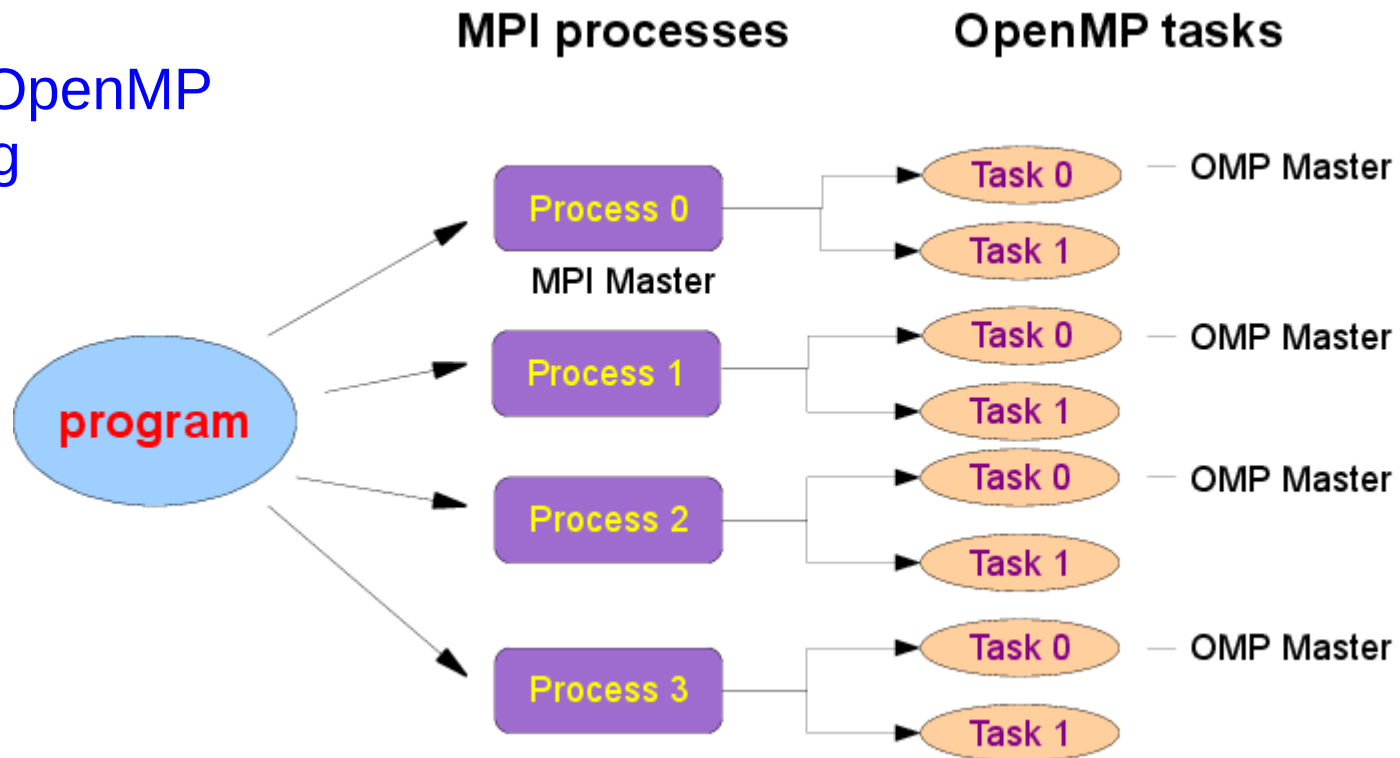 MPI processes
OpenMP tasks
OpenMP
g
Process 0
MPI Master
Process 1
Process 2
Process 3
program
Task 0
OMP Master
Task 1
Task 0
OMP Master
Task 1
Task 0
OMP Master
Task 1
Task 0
OMP Master
Task 1